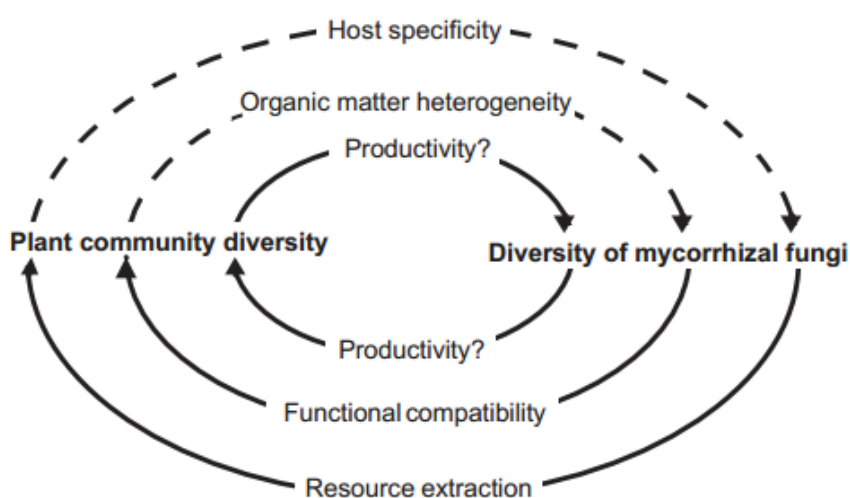 Host specificity
Organic matter heterogeneity
Productivity?
Plant community diversity
Diversity of mycorrhizal fungi
Productivity?
Functional compatibility
Resource extraction